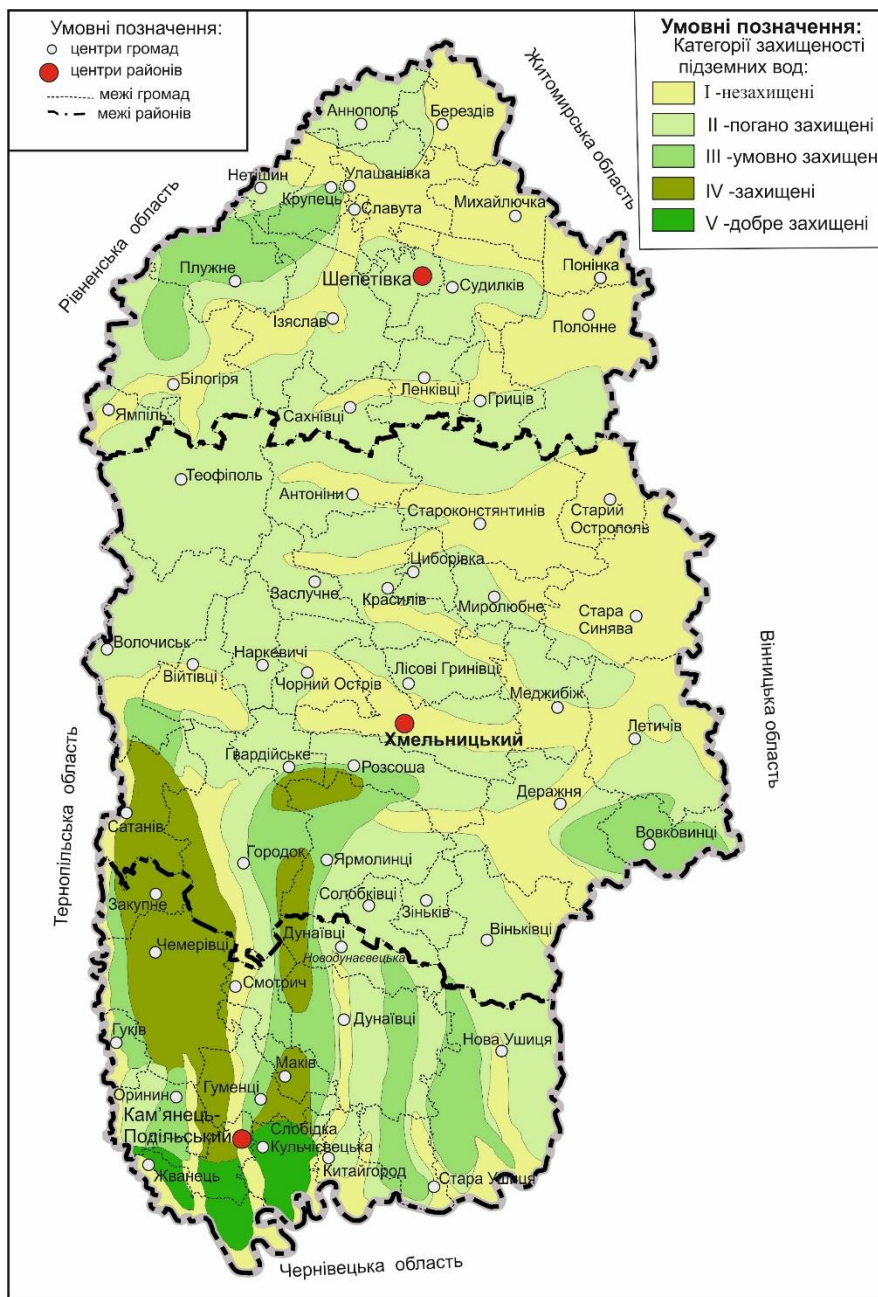 Умовні позначення:
центри громад
центри районів
межі громад
межі районів
Умовні позначення:
Категорії захищеності
підземних вод:
I -незахищені
II -погано захищені
III -умовно захищен
IV -захищені
V -добре захищені
Житомирська область
Рівненська область
Тернопільська область
Вінницька область
Чернівецька область
Аннополь
Берездів
Нетішин
Улашанівка
Крупець
Славута
Михайлючка
Плужне
Шепетівка
Судилків
Понінка
Полонне
Ізяслав
Білогіря
Ямпіль
Ленківці
Сахнівці
Гриців
Теофіполь
Антоніни
Староконстянтинів
Старий
Острополь
Циборівка
Заслучне
Красилів
Миролюбне
Стара
Синява
Волочиськ
Війтівці
Наркевичі
Чорний Острів
Лісові Гринівці
Меджибіж
Хмельницький
Летичів
Гвардійське
Розсоша
Деражня
Вовковинці
Сатанів
Городок
Ярмолинці
Закупне
Солобківці
Зіньків
Віньківці
Чемерівці
Дунаївці
Новодунаєвецька
Смотрич
Дунаївці
Гуків
Нова Ушиця
Маків
Оринин
Гуменці
Кам'янець-
Подільський
Слобідка
Кульчієвецька
Жванець
Китайгород
Стара Ушиця